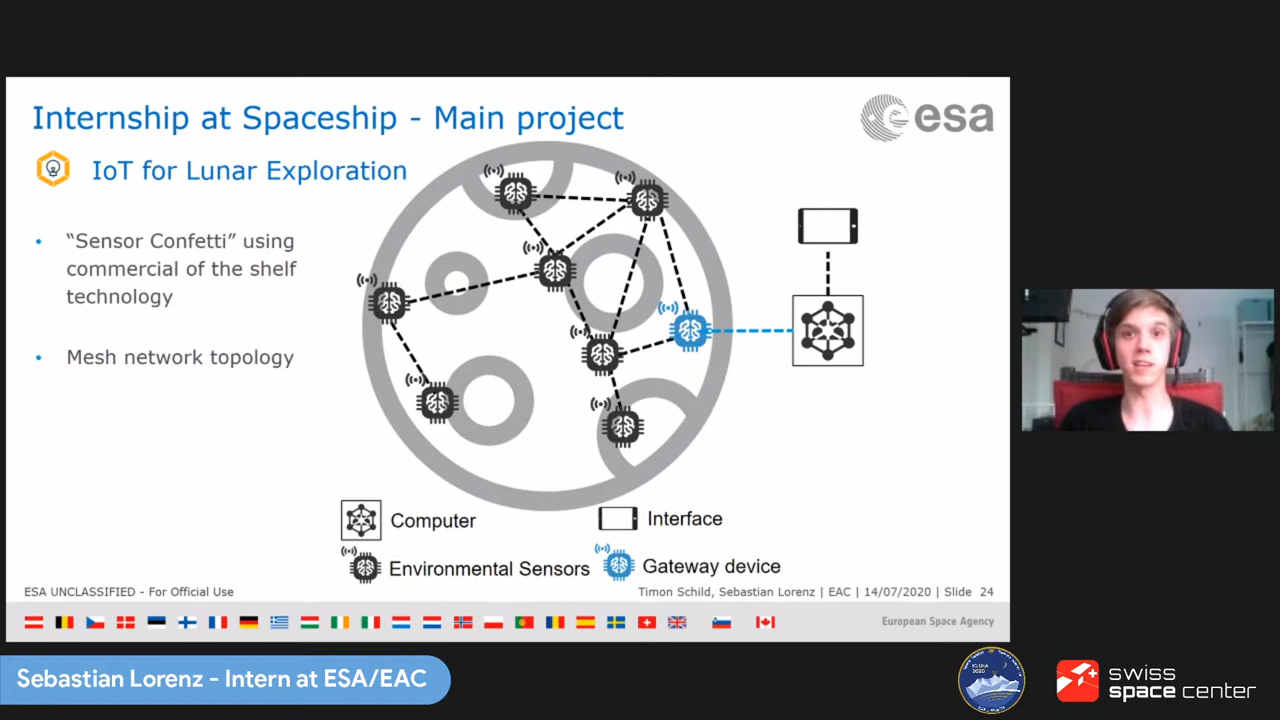 Internship at Spaceship - Main project
esa
IoT for Lunar Exploration
• “Sensor Confetti” using
commercial of the shelf
technology
• Mesh network topology
Computer
Interface
Environmental Sensors
Gateway device
ESA UNCLASSIFIED - For Official Use
Timon Schild, Sebastian Lorenz | EAC | 14/07/2020 | Slide 24
European Space Agency
Sebastian Lorenz - Intern at ESA/EAC
swiss
space center